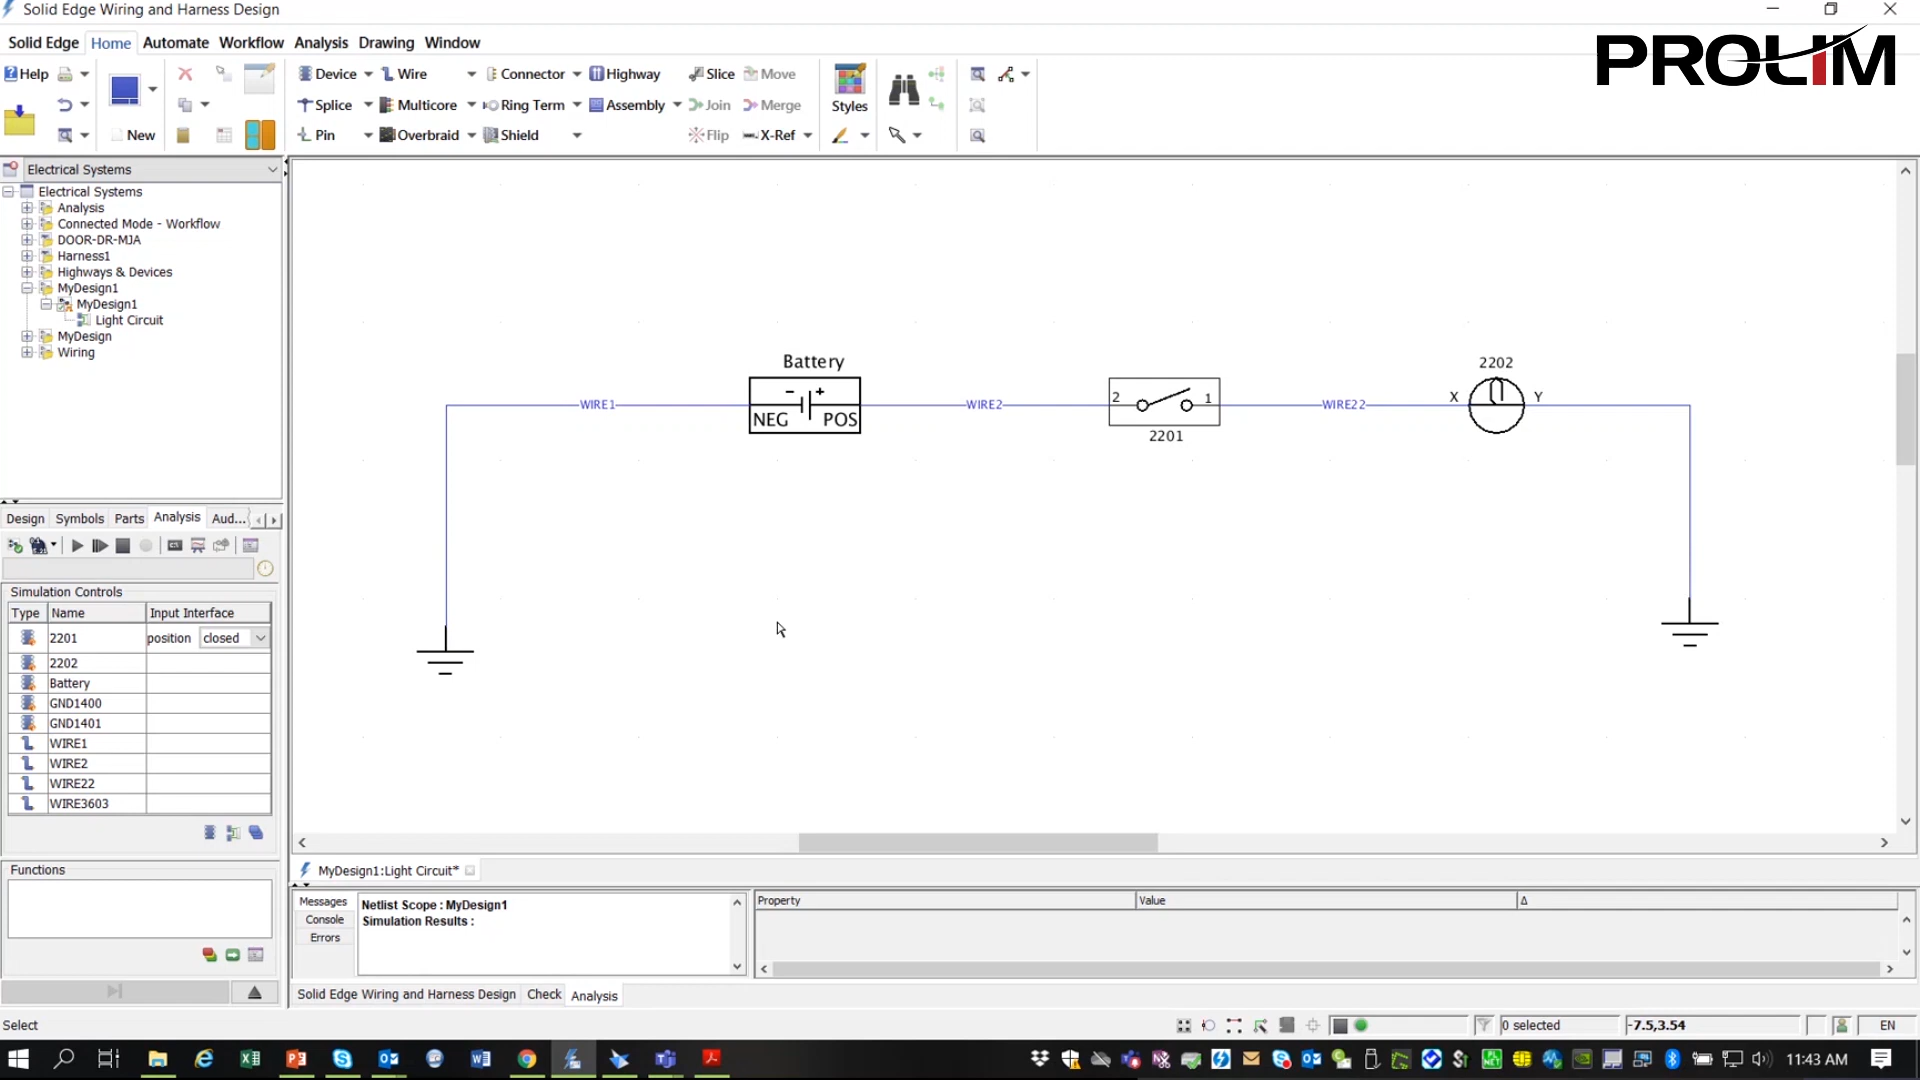 Solid Edge Wiring and Harness Design
PROLIM
Solid Edge Home Automate Workflow Analysis Drawing Window
Help Device Wire Connector Highway Slice Move
Splice Multicore Ring Term Assembly Join Merge Styles
New Pin Overbraid Shield Flip X-Ref
Electrical Systems
Electrical Systems
Analysis
Connected Mode - Workflow
DOOR-DR-MJA
Harness1
Highways & Devices
MyDesign1
MyDesign1
Light Circuit
MyDesign
Wiring
Battery
- +
NEG POS
WIRE1
WIRE2
2 1
2201
WIRE22
2202
X Y
Design Symbols Parts Analysis Aud...
Simulation Controls
Type Name Input Interface
2201 position closed
2202
Battery
GND1400
GND1401
WIRE1
WIRE2
WIRE22
WIRE3603
Functions
MyDesign1:Light Circuit*
Messages
Console
Errors
Netlist Scope : MyDesign1
Simulation Results :
Property Value Δ
Solid Edge Wiring and Harness Design Check Analysis
Select
0 selected
-7.5,3.54
EN
11:43 AM